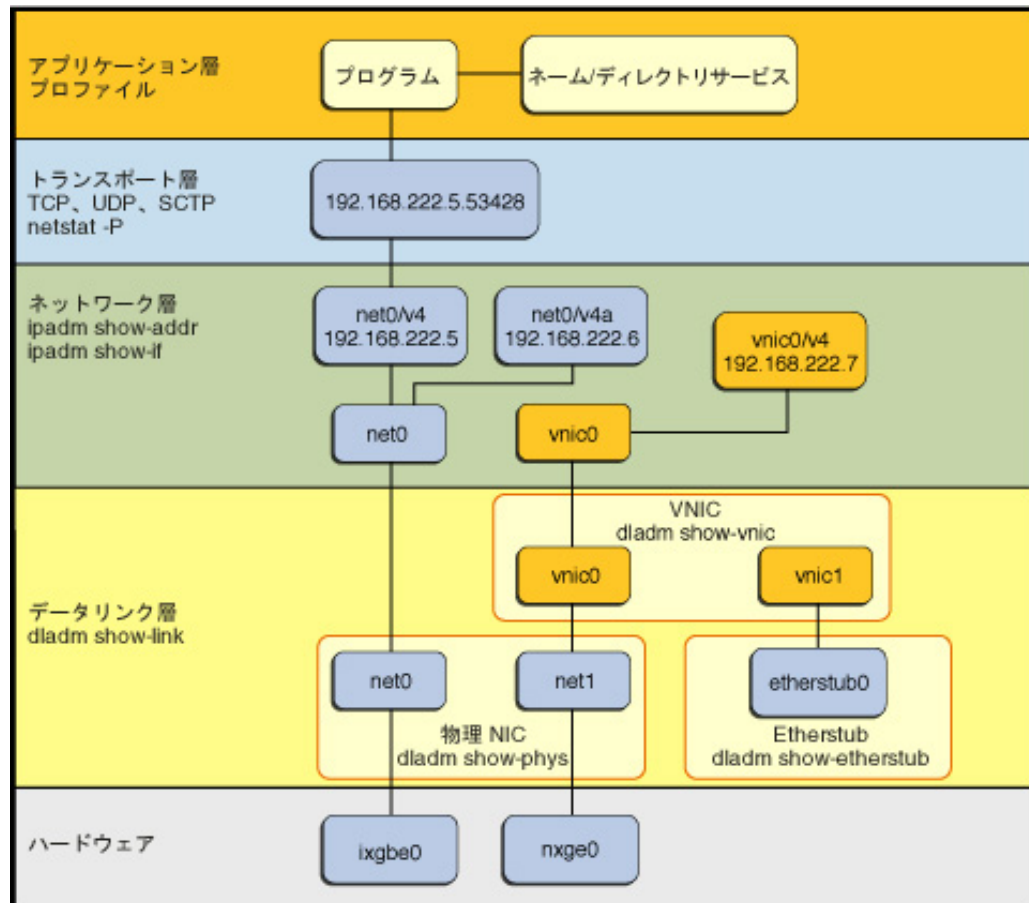 アプリケーション層
プロファイル
プログラム
ネーム/ディレクトリサービス
トランスポート層
TCP、UDP、SCTP
netstat -P
192.168.222.5.53428
ネットワーク層
ipadm show-addr
ipadm show-if
net0/v4
192.168.222.5
net0/v4a
192.168.222.6
vnic0/v4
192.168.222.7
net0
vnic0
VNIC
dladm show-vnic
vnic0
vnic1
データリンク層
dladm show-link
net0
net1
etherstub0
物理 NIC
dladm show-phys
Etherstub
dladm show-etherstub
ハードウェア
ixgbe0
nxge0